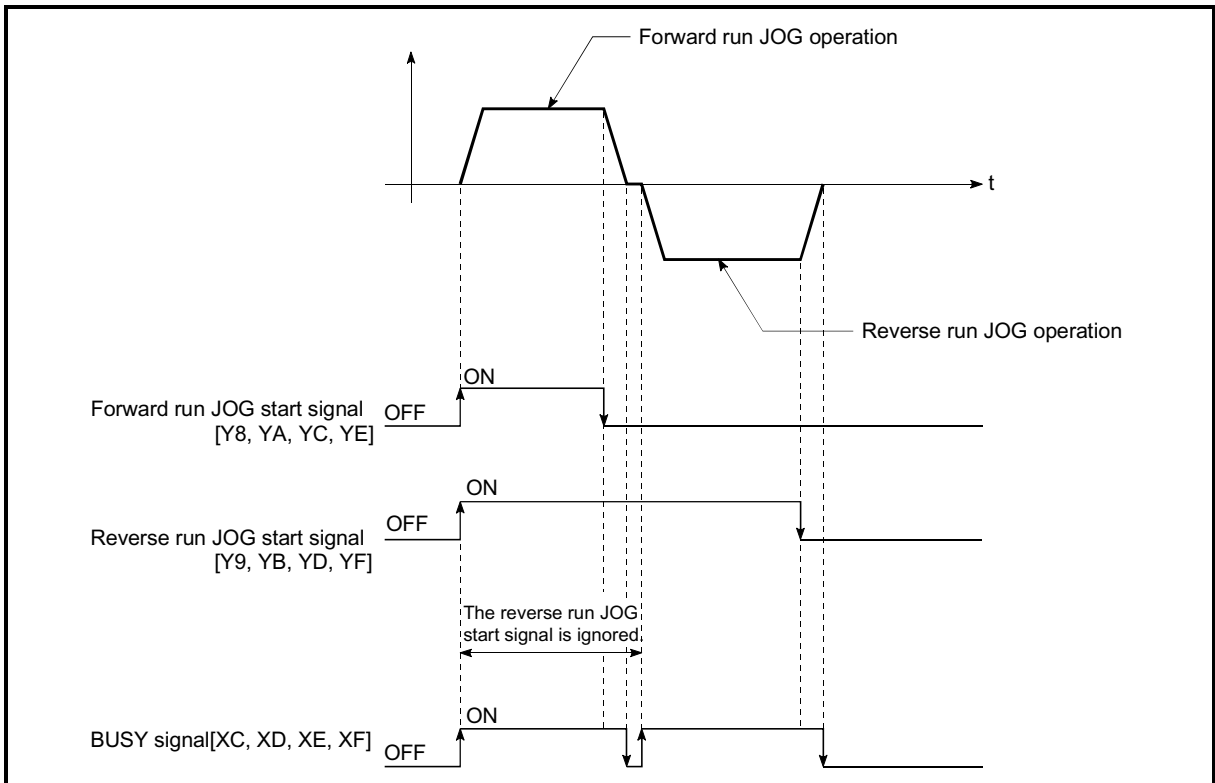 Forward run JOG operation
t
Reverse run JOG operation
ON
Forward run JOG start signal
OFF
[Y8, YA, YC, YE]
ON
OFF
Reverse run JOG start signal
[Y9, YB, YD, YF]
The reverse run JOG
start signal is ignored.
ON
BUSY signal[XC, XD, XE, XF]
OFF